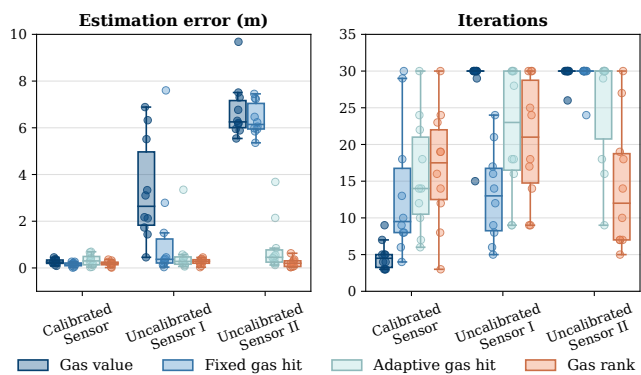 Estimation error (m)
10
8
6
4
2
0
Calibrated
Sensor
Uncalibrated
Sensor I
Uncalibrated
Sensor II
Iterations
35
30
25
20
15
10
5
0
Calibrated
Sensor
Uncalibrated
Sensor I
Uncalibrated
Sensor II
Gas value Fixed gas hit Adaptive gas hit Gas rank